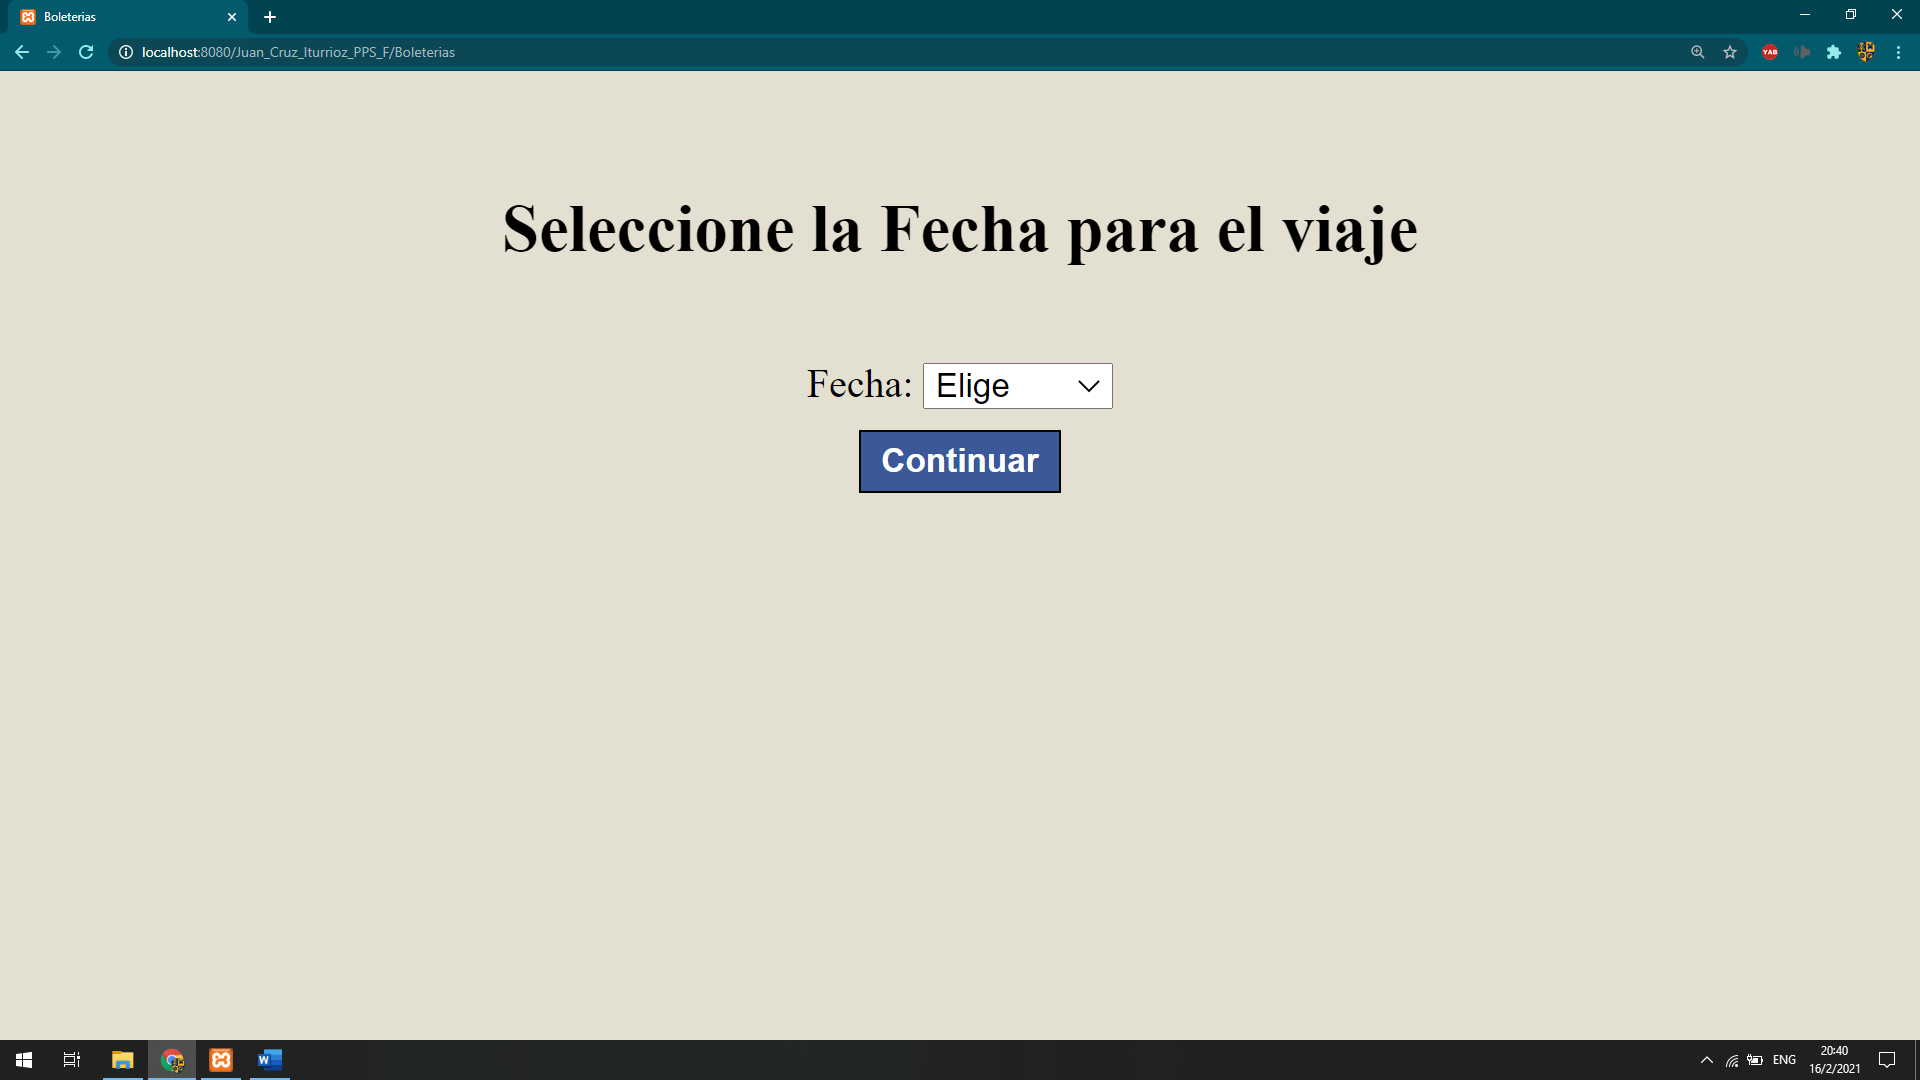 Boleterias
localhost:8080/Juan_Cruz_Iturrioz_PPS_F/Boleterias
YAB
Seleccione la Fecha para el viaje
Fecha: Elige
Continuar
W
ENG
20:40
16/2/2021